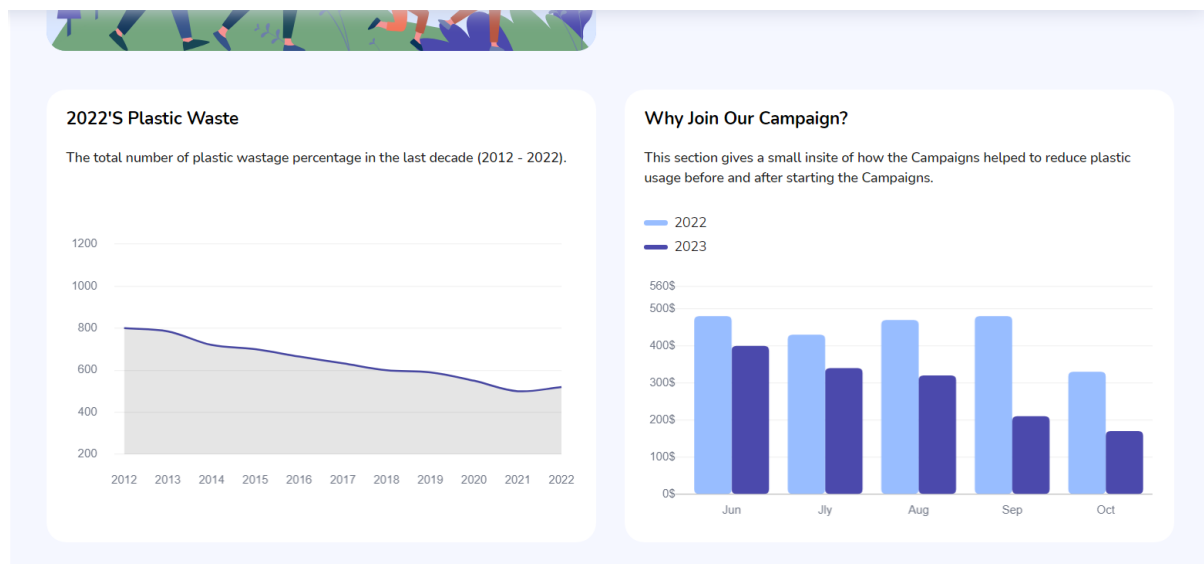 2022'S Plastic Waste
The total number of plastic wastage percentage in the last decade (2012 - 2022).
1200
1000
800
600
400
200
2012 2013 2014 2015 2016 2017 2018 2019 2020 2021 2022
Why Join Our Campaign?
This section gives a small insite of how the Campaigns helped to reduce plastic
usage before and after starting the Campaigns.
2022
2023
560$
500$
400$
300$
200$
100$
0$
Jun Jly Aug Sep Oct